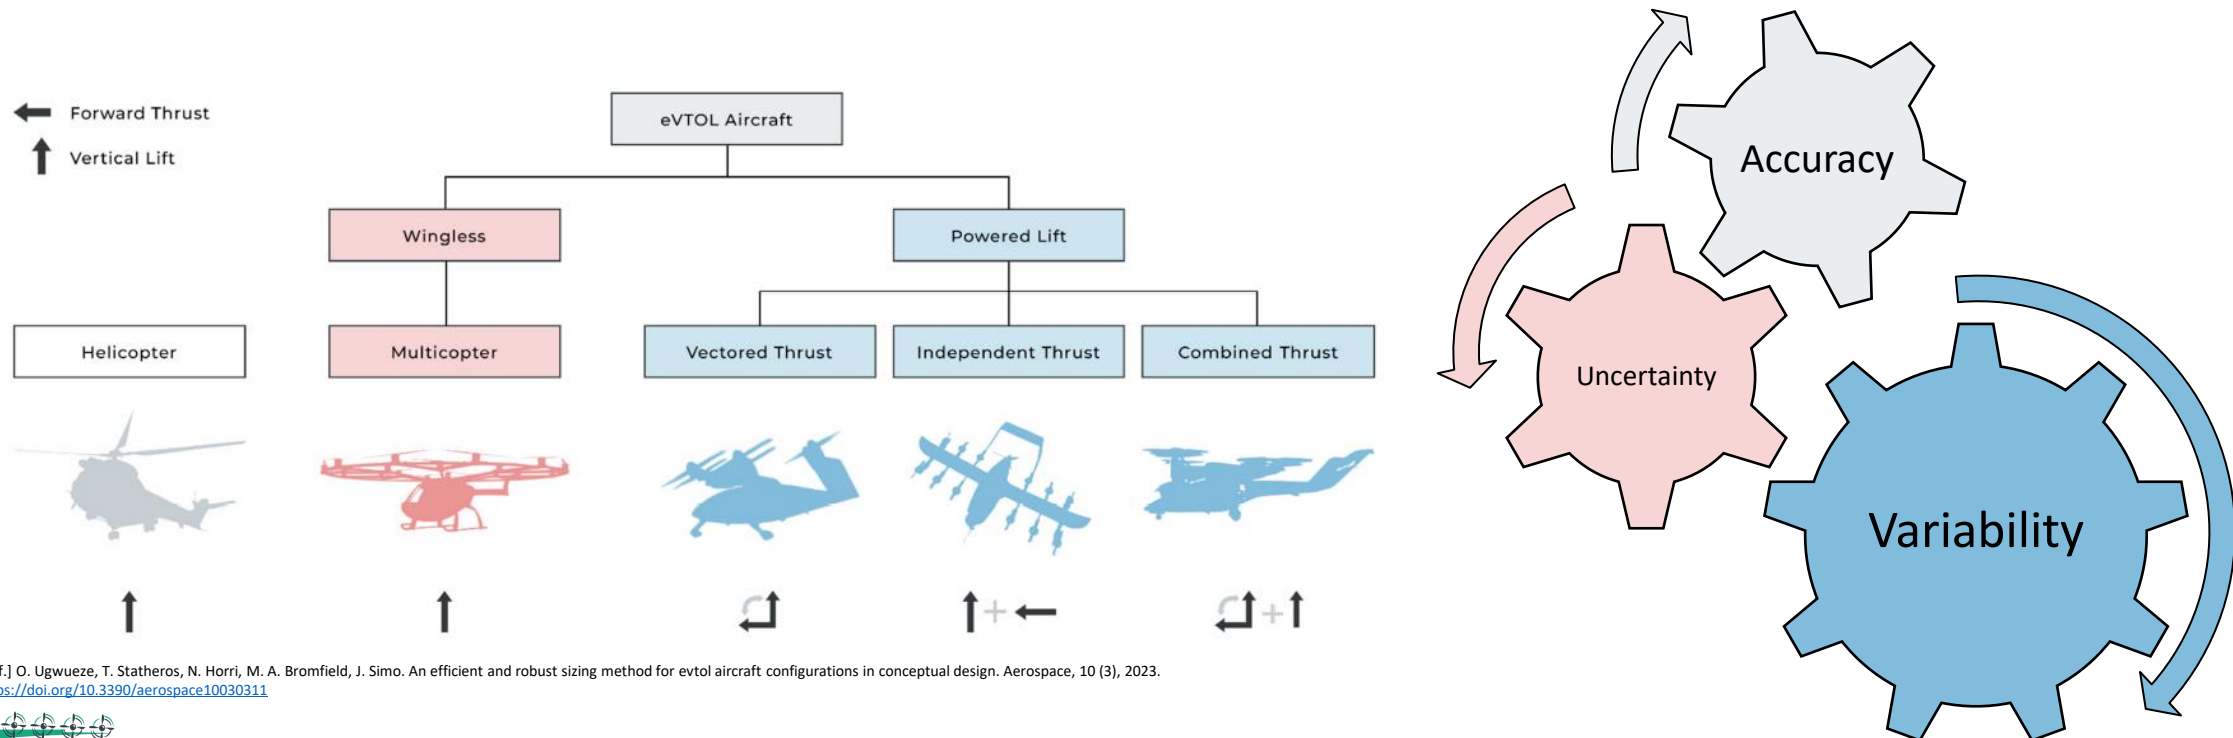 Forward Thrust
Vertical Lift
eVTOL Aircraft
Wingless
Powered Lift
Helicopter
Multicopter
Vectored Thrust
Independent Thrust
Combined Thrust
f.] O. Ugwueze, T. Statheros, N. Horri, M. A. Bromfield, J. Simo. An efficient and robust sizing method for evtol aircraft configurations in conceptual design. Aerospace, 10 (3), 2023.
ps://doi.org/10.3390/aerospace10030311
Accuracy
Uncertainty
Variability